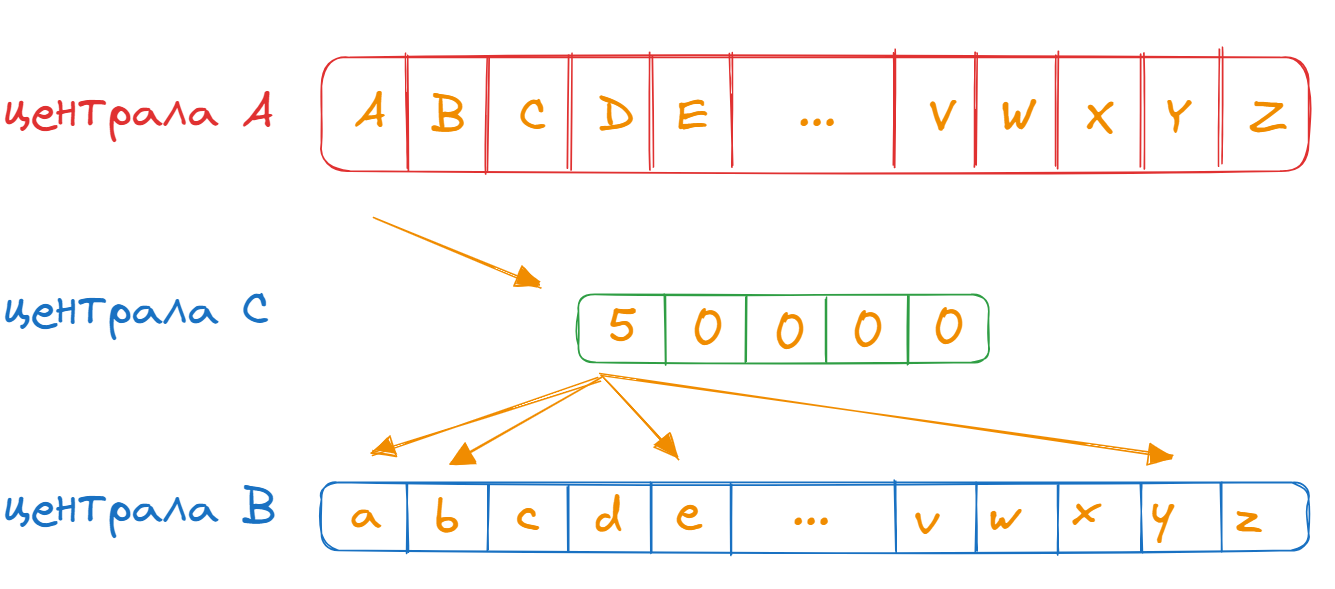 централа A A B C D E ... V W X Y Z
централа C 5 0 0 0 0
централа B a b c d e ... v w x y z